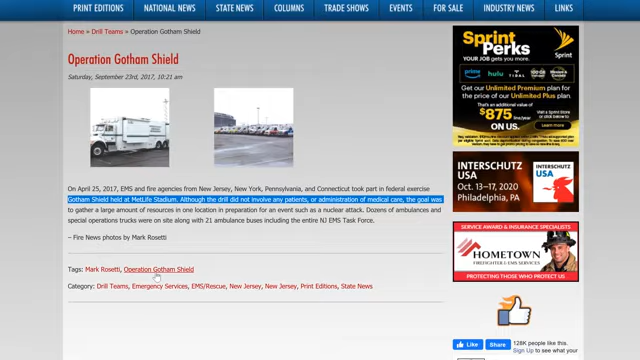 PRINT EDITIONS NATIONAL NEWS STATE NEWS COLUMNS TRADE SHOWS EVENTS FOR SALE INDUSTRY NEWS LINKS
Home » Drill Teams » Operation Gotham Shield
Operation Gotham Shield
Saturday, September 23rd, 2017, 10:21 am
On April 25, 2017, EMS and fire agencies from New Jersey, New York, Pennsylvania, and Connecticut took part in federal exercise
Gotham Shield held at MetLife Stadium. Although the drill did not involve any patients, or administration of medical care, the goal was
to gather a large amount of resources in one location in preparation for an event such as a nuclear attack. Dozens of ambulances and
special operations trucks were on site along with 21 ambulance buses including the entire NJ EMS Task Force.
– Fire News photos by Mark Rosetti
Tags: Mark Rosetti, Operation Gotham Shield
Category: Drill Teams, Emergency Services, EMS/Rescue, New Jersey, New Jersey, Print Editions, State News
Sprint
Perks
YOUR JOB gets you more.
Sprint
prime hulu TIDAL
Get our Unlimited Premium plan for
the price of our Unlimited Plus plan.
$875
ON US.
Learn more
INTERSCHUTZ
USA
Oct. 13–17, 2020
Philadelphia, PA
INTERSCHUTZ
USA
SERVICE AWARD & INSURANCE SPECIALISTS
HOMETOWN
FIREFIGHTER & EMS SERVICES
PROTECTING THOSE WHO PROTECT US
Like Share 128K people like this.
Sign Up to see what your